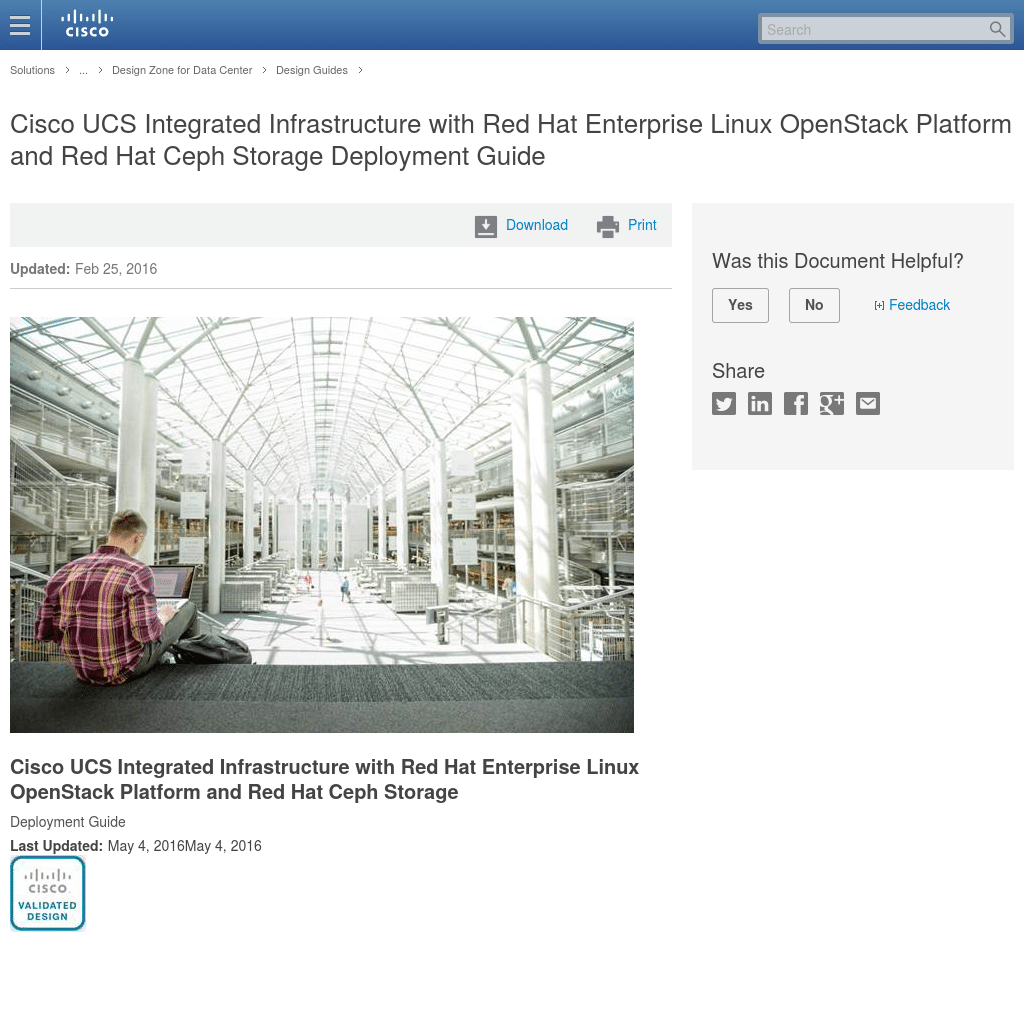 cisco
Search
Solutions > ... > Design Zone for Data Center > Design Guides >
Cisco UCS Integrated Infrastructure with Red Hat Enterprise Linux OpenStack Platform
and Red Hat Ceph Storage Deployment Guide
Download Print
Updated: Feb 25, 2016
Was this Document Helpful?
Yes No [+] Feedback
Share
Cisco UCS Integrated Infrastructure with Red Hat Enterprise Linux
OpenStack Platform and Red Hat Ceph Storage
Deployment Guide
Last Updated: May 4, 2016May 4, 2016
CISCO
VALIDATED
DESIGN